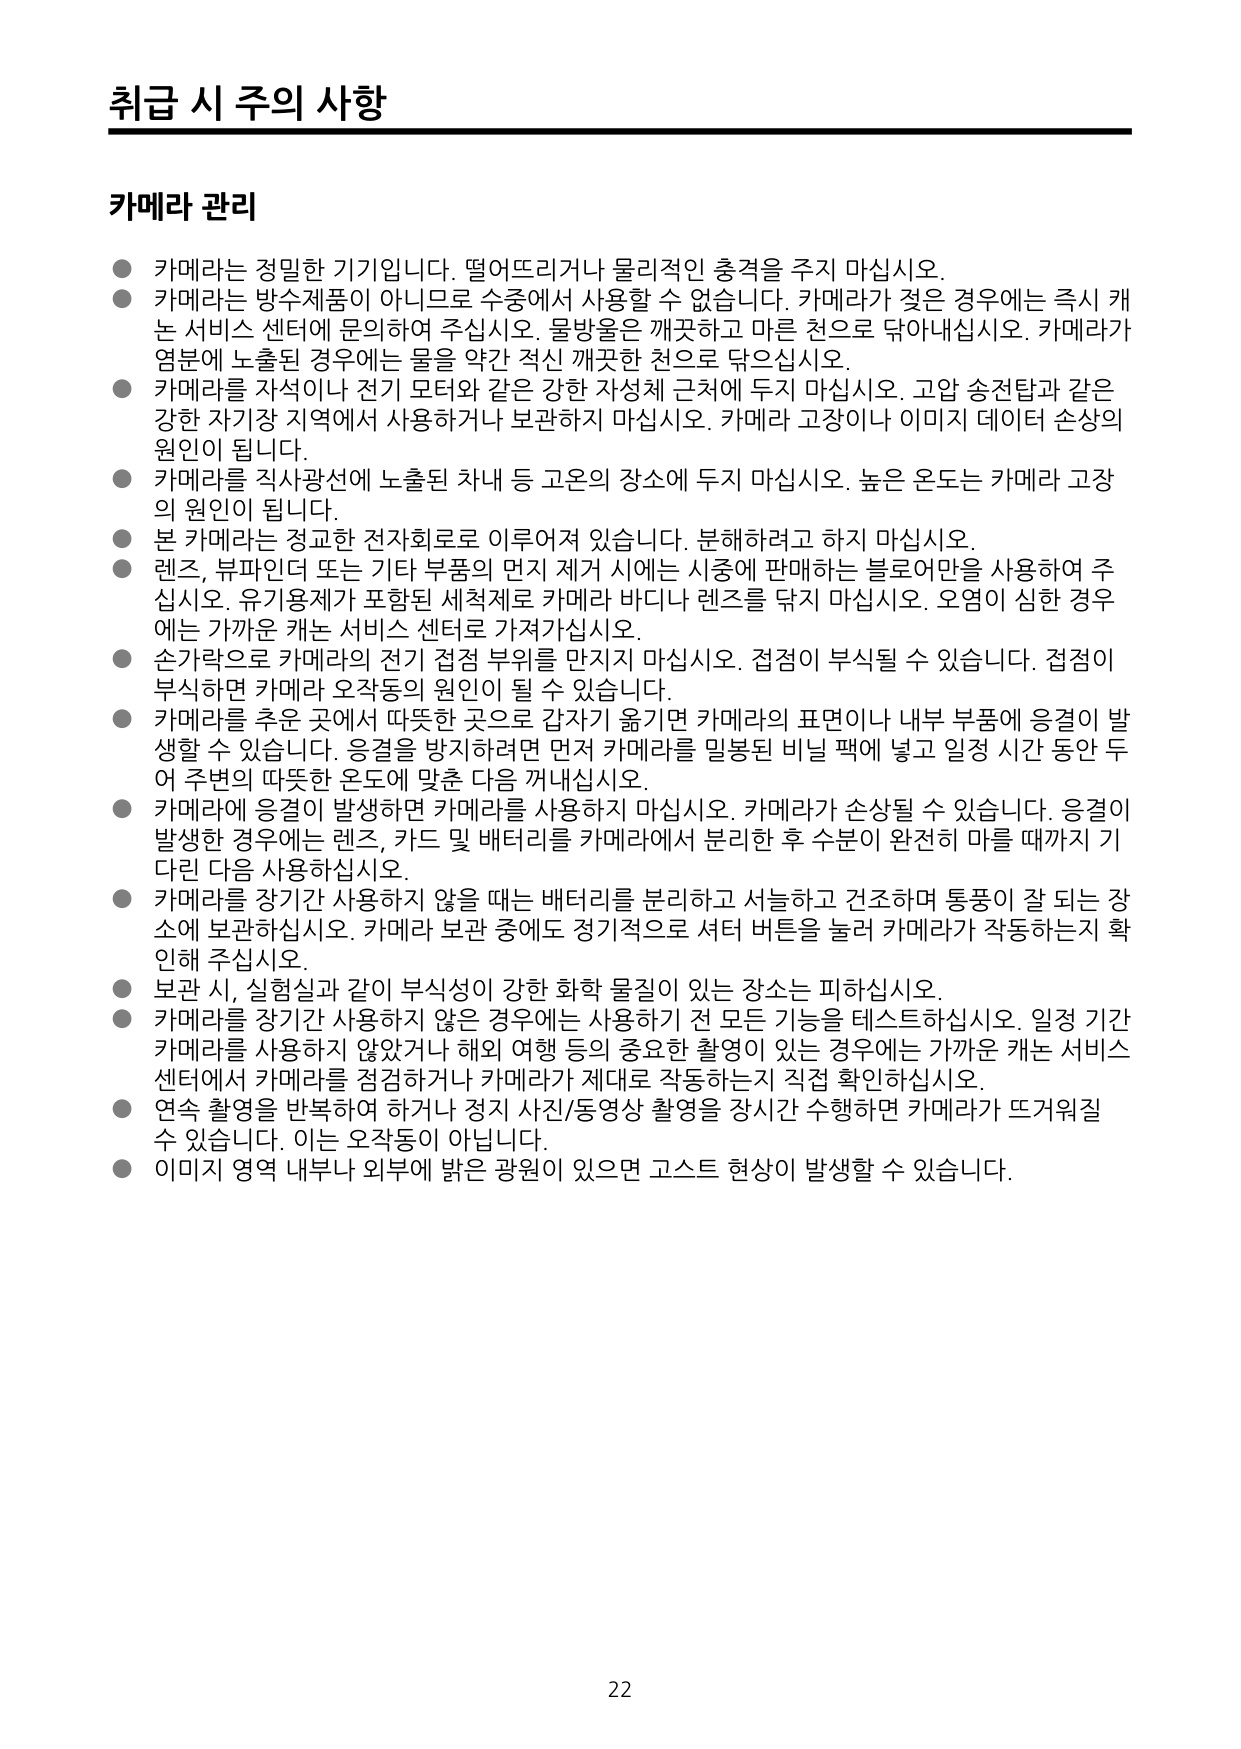 취급 시 주의 사항
카메라 관리
● 카메라는 정밀한 기기입니다. 떨어뜨리거나 물리적인 충격을 주지 마십시오.
● 카메라는 방수제품이 아니므로 수중에서 사용할 수 없습니다. 카메라가 젖은 경우에는 즉시 캐
논 서비스 센터에 문의하여 주십시오. 물방울은 깨끗하고 마른 천으로 닦아내십시오. 카메라가
염분에 노출된 경우에는 물을 약간 적신 깨끗한 천으로 닦으십시오.
● 카메라를 자석이나 전기 모터와 같은 강한 자성체 근처에 두지 마십시오. 고압 송전탑과 같은
강한 자기장 지역에서 사용하거나 보관하지 마십시오. 카메라 고장이나 이미지 데이터 손상의
원인이 됩니다.
● 카메라를 직사광선에 노출된 차내 등 고온의 장소에 두지 마십시오. 높은 온도는 카메라 고장
의 원인이 됩니다.
● 본 카메라는 정교한 전자회로로 이루어져 있습니다. 분해하려고 하지 마십시오.
● 렌즈, 뷰파인더 또는 기타 부품의 먼지 제거 시에는 시중에 판매하는 블로어만을 사용하여 주
십시오. 유기용제가 포함된 세척제로 카메라 바디나 렌즈를 닦지 마십시오. 오염이 심한 경우
에는 가까운 캐논 서비스 센터로 가져가십시오.
● 손가락으로 카메라의 전기 접점 부위를 만지지 마십시오. 접점이 부식될 수 있습니다. 접점이
부식하면 카메라 오작동의 원인이 될 수 있습니다.
● 카메라를 추운 곳에서 따뜻한 곳으로 갑자기 옮기면 카메라의 표면이나 내부 부품에 응결이 발
생할 수 있습니다. 응결을 방지하려면 먼저 카메라를 밀봉된 비닐 팩에 넣고 일정 시간 동안 두
어 주변의 따뜻한 온도에 맞춘 다음 꺼내십시오.
● 카메라에 응결이 발생하면 카메라를 사용하지 마십시오. 카메라가 손상될 수 있습니다. 응결이
발생한 경우에는 렌즈, 카드 및 배터리를 카메라에서 분리한 후 수분이 완전히 마를 때까지 기
다린 다음 사용하십시오.
● 카메라를 장기간 사용하지 않을 때는 배터리를 분리하고 서늘하고 건조하며 통풍이 잘 되는 장
소에 보관하십시오. 카메라 보관 중에도 정기적으로 셔터 버튼을 눌러 카메라가 작동하는지 확
인해 주십시오.
● 보관 시, 실험실과 같이 부식성이 강한 화학 물질이 있는 장소는 피하십시오.
● 카메라를 장기간 사용하지 않은 경우에는 사용하기 전 모든 기능을 테스트하십시오. 일정 기간
카메라를 사용하지 않았거나 해외 여행 등의 중요한 촬영이 있는 경우에는 가까운 캐논 서비스
센터에서 카메라를 점검하거나 카메라가 제대로 작동하는지 직접 확인하십시오.
● 연속 촬영을 반복하여 하거나 정지 사진/동영상 촬영을 장시간 수행하면 카메라가 뜨거워질
수 있습니다. 이는 오작동이 아닙니다.
● 이미지 영역 내부나 외부에 밝은 광원이 있으면 고스트 현상이 발생할 수 있습니다.
22